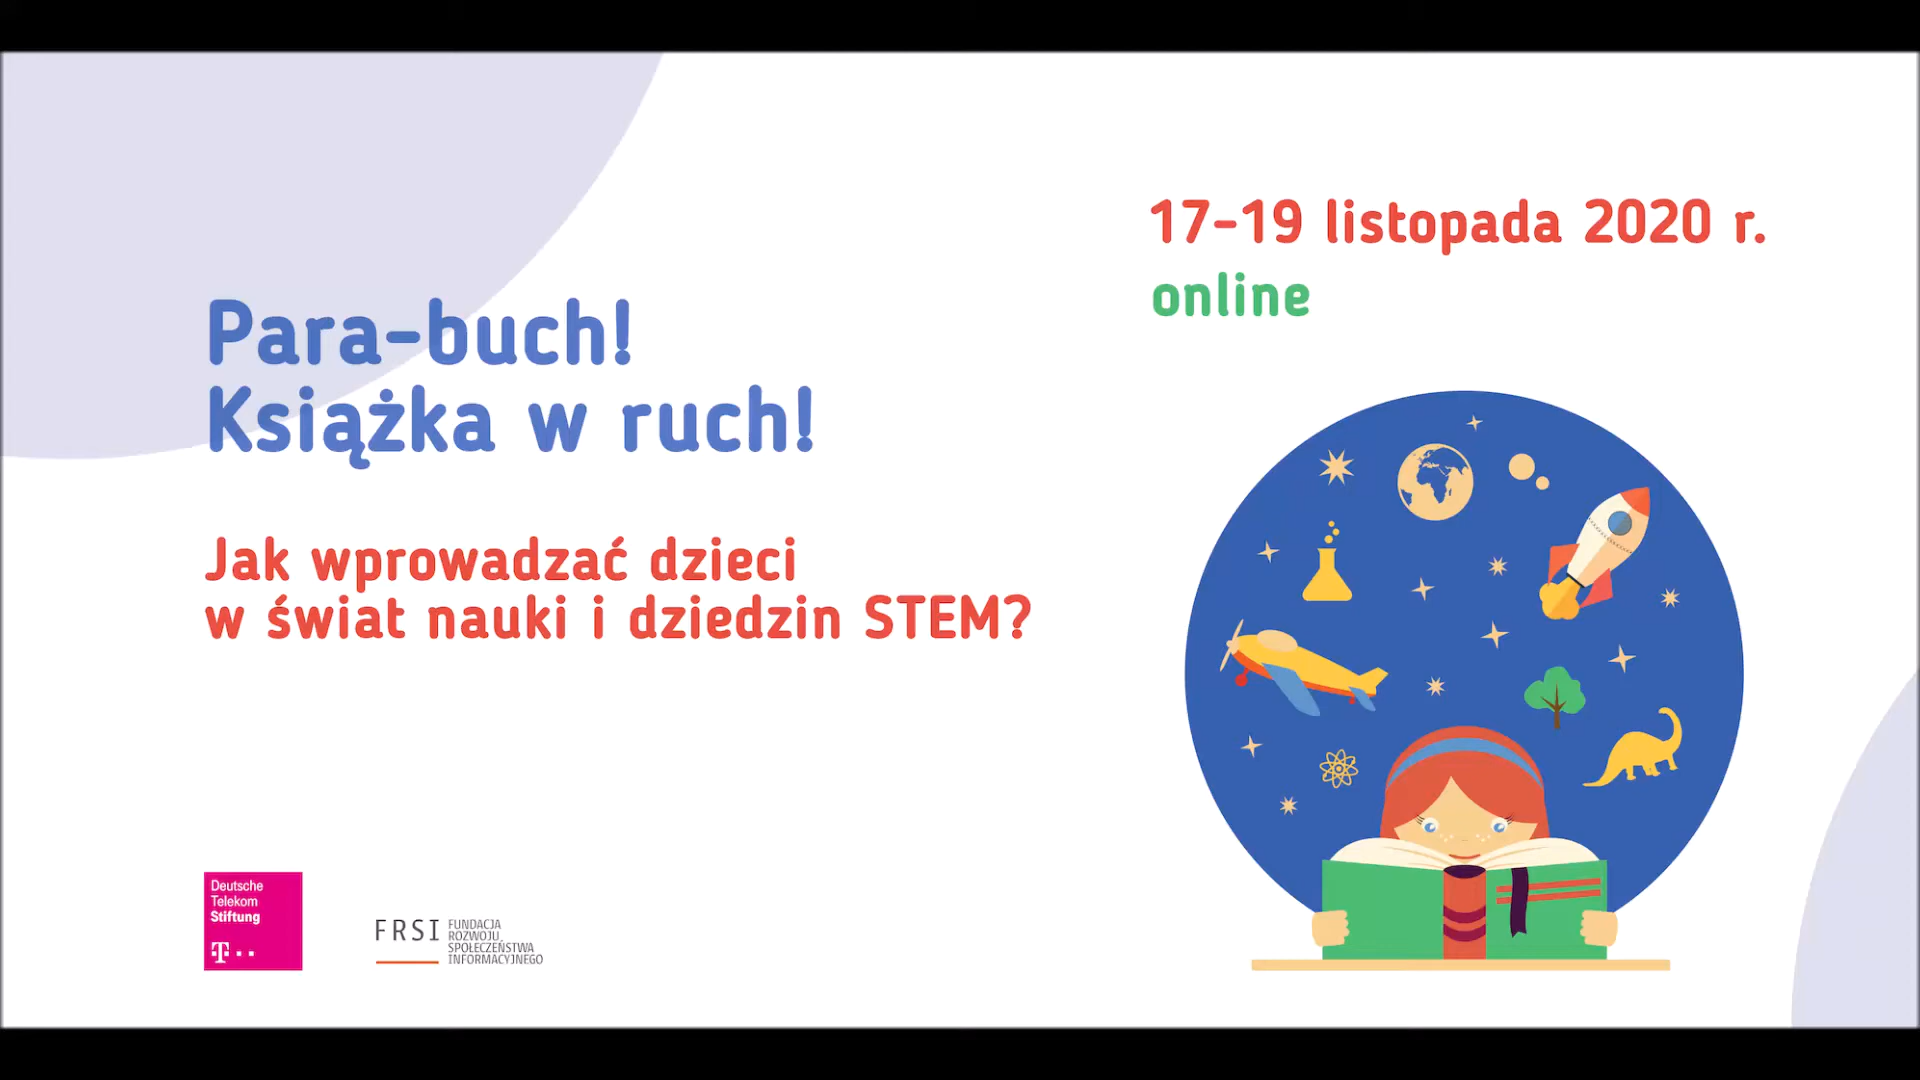 Para-buch!
Książka w ruch!
Jak wprowadzać dzieci
w świat nauki i dziedzin STEM?
17-19 listopada 2020 r.
online
Deutsche
Telekom
Stiftung
T··
FRSI
FUNDACJA
ROZWOJU
SPOŁECZEŃSTWA
INFORMACYJNEGO